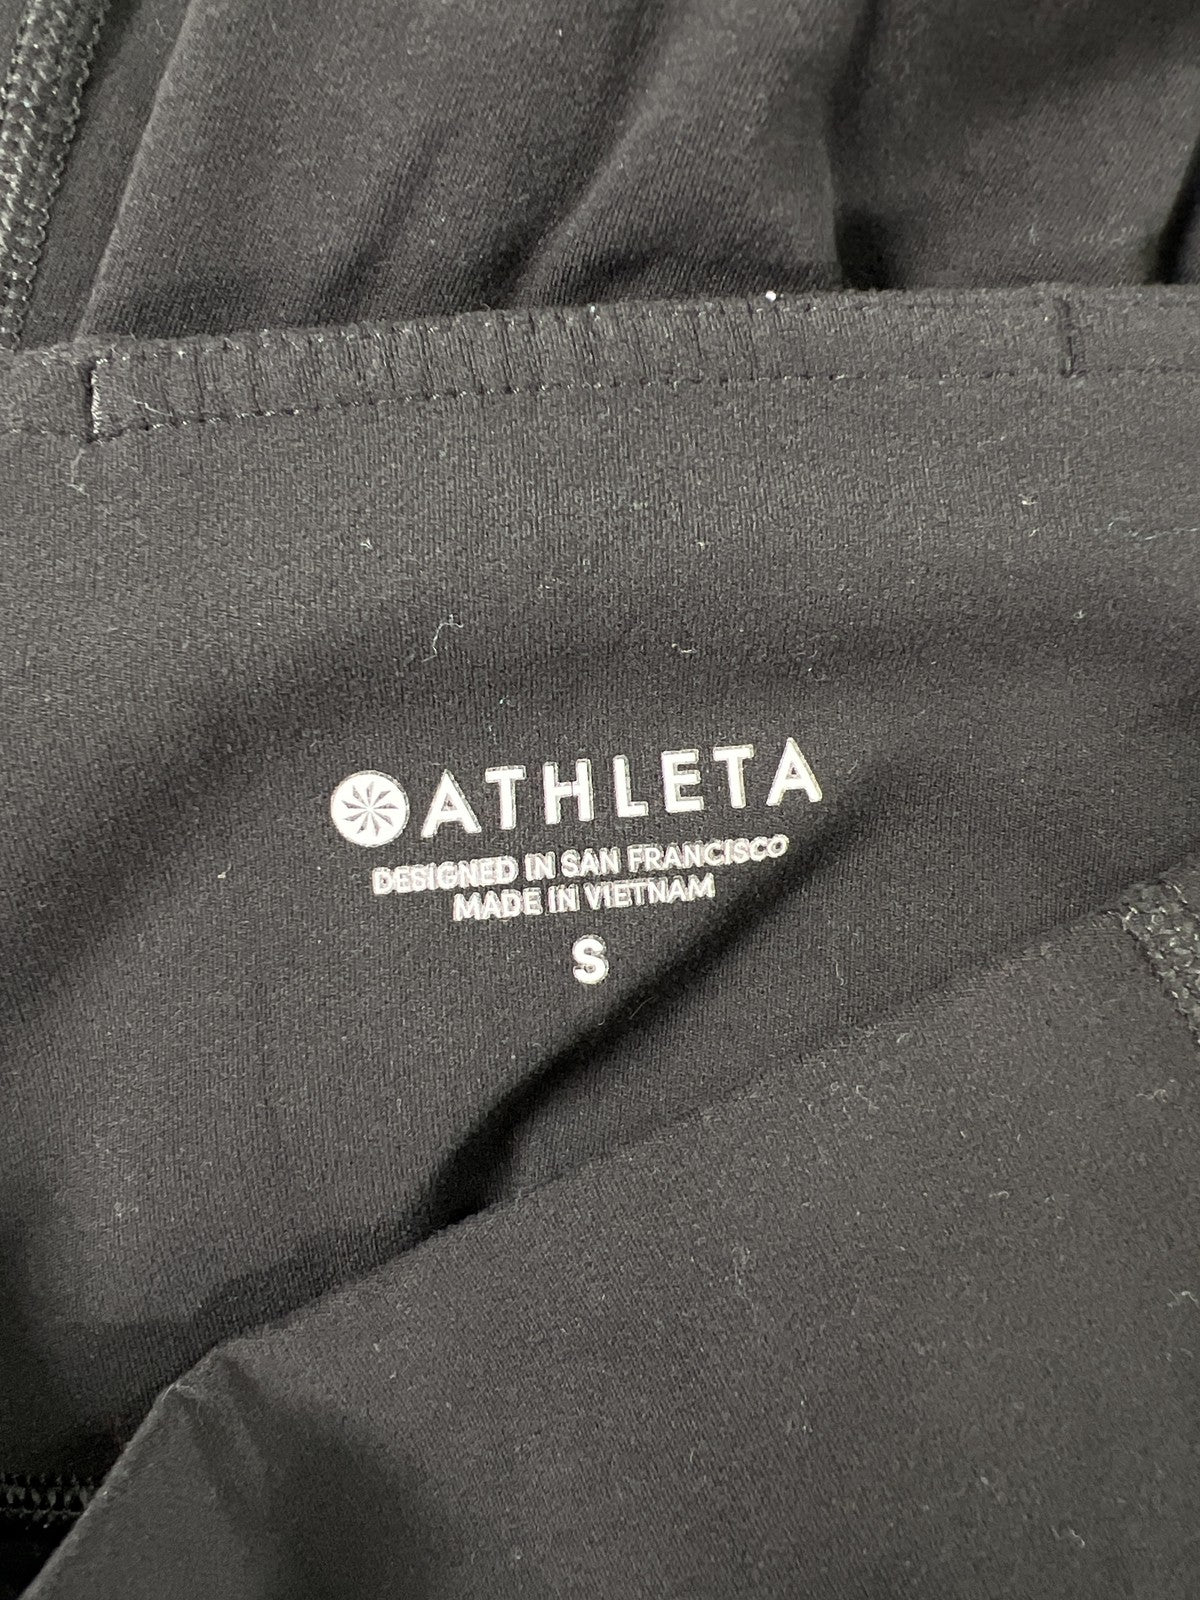 ATHLETA
DESIGNED IN SAN FRANCISCO
MADE IN VIETNAM
S